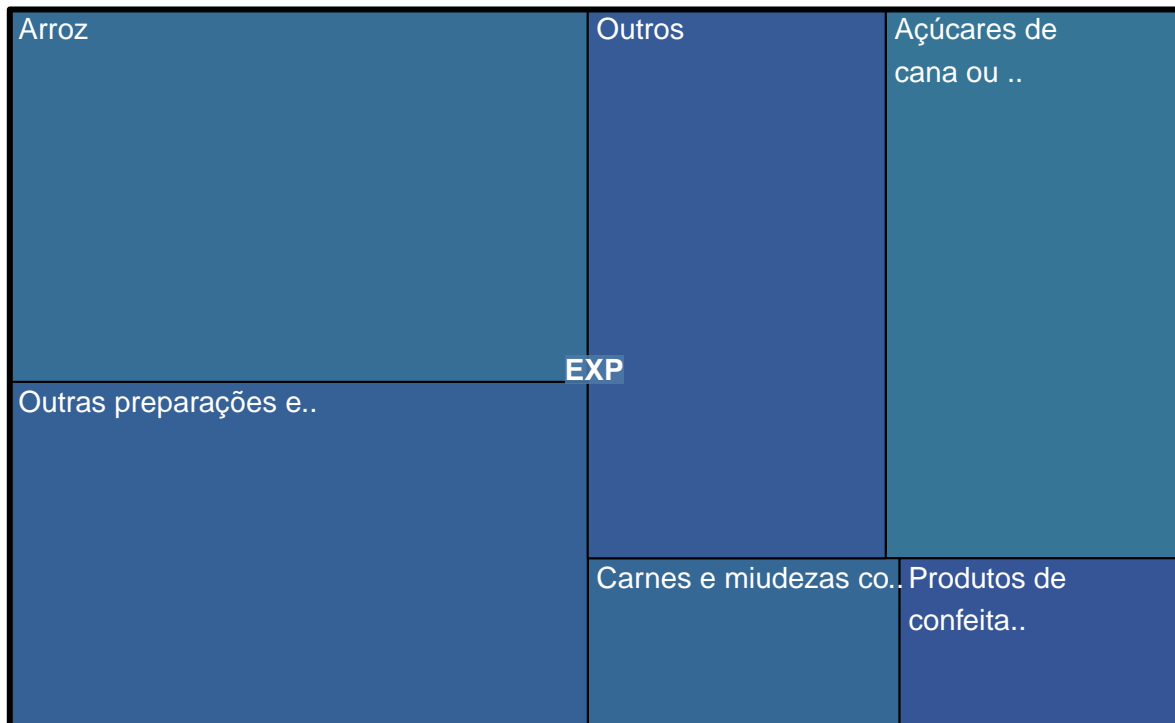 Arroz
Outros
Açúcares de
cana ou ..
EXP
Outras preparações e..
Carnes e miudezas co..
Produtos de
confeita..